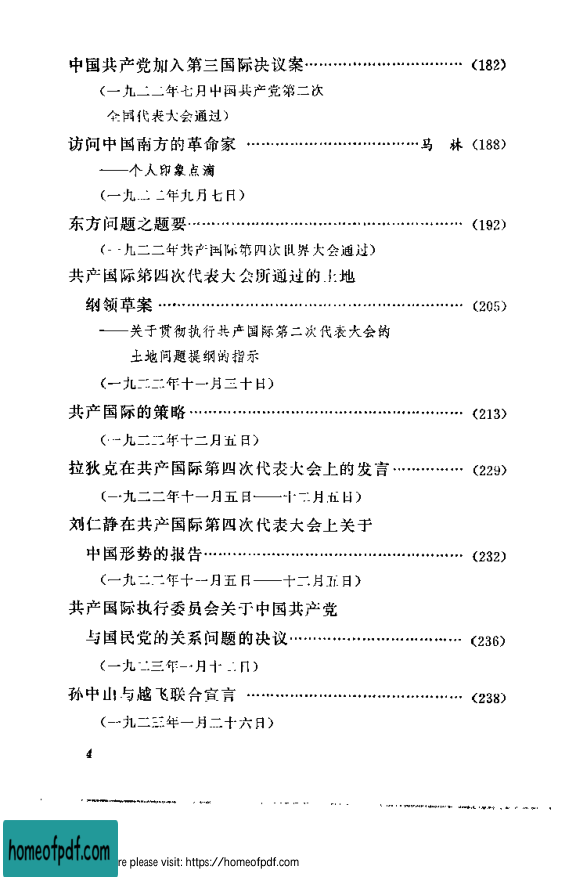 中国共产党加入第三国际决议案…………………………(182)
(一九二二年七月中国共产党第二次
全国代表大会通过)
访问中国南方的革命家 ……………………………马 林 (188)
——个人印象点滴
(一九二二年九月七日)
东方问题之题要………………………………………………(192)
(一九二二年共产国际第四次世界大会通过)
共产国际第四次代表大会所通过的土地
纲领草案 ……………………………………………………(205)
——关于贯彻执行共产国际第二次代表大会的
土地问题提纲的指示
(一九二二年十一月三十日)
共产国际的策略………………………………………………(213)
(一九二二年十二月五日)
拉狄克在共产国际第四次代表大会上的发言……………(229)
(一九二二年十一月五日——十二月五日)
刘仁静在共产国际第四次代表大会上关于
中国形势的报告……………………………………………(232)
(一九二二年十一月五日——十二月五日)
共产国际执行委员会关于中国共产党
与国民党的关系问题的决议………………………………(236)
(一九二三年一月十二日)
孙中山与越飞联合宣言 ……………………………………(238)
(一九二三年一月二十六日)
4
homeofpdf.com
re please visit: https://homeofpdf.com